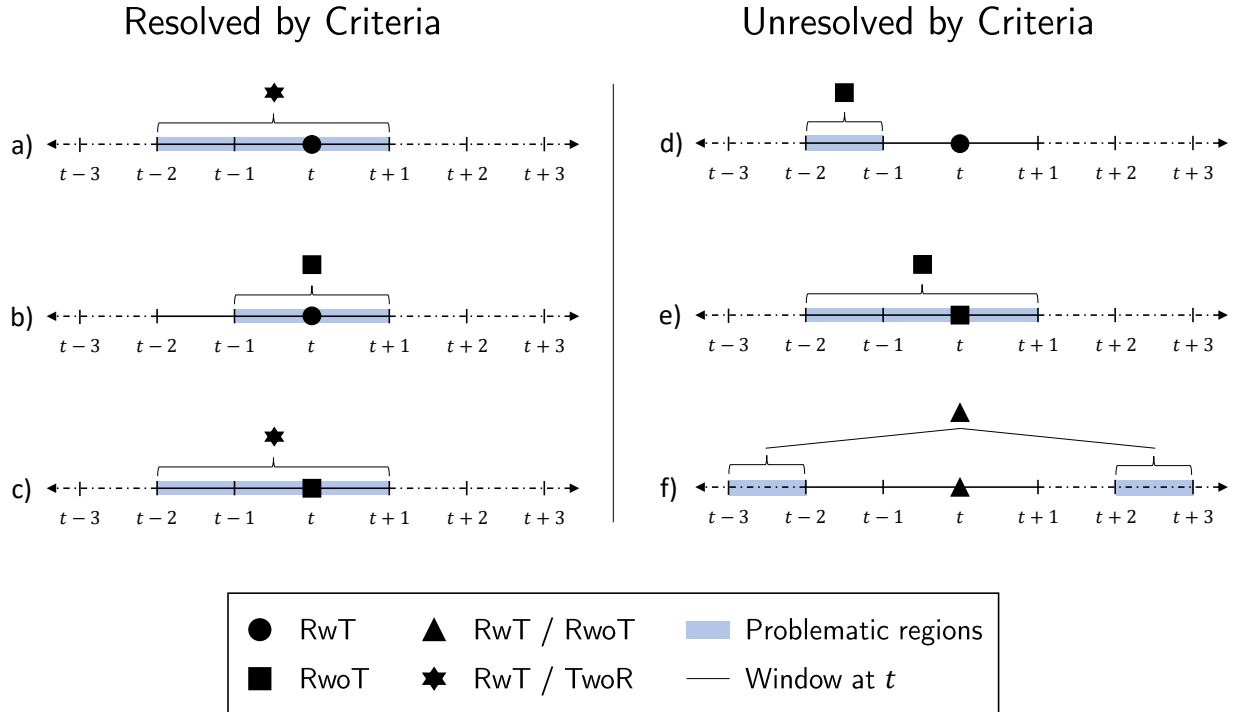 Resolved by Criteria
Unresolved by Criteria
a)
t − 3 t − 2 t − 1 t t + 1 t + 2 t + 3
b)
t − 3 t − 2 t − 1 t t + 1 t + 2 t + 3
c)
t − 3 t − 2 t − 1 t t + 1 t + 2 t + 3
d)
t − 3 t − 2 t − 1 t t + 1 t + 2 t + 3
e)
t − 3 t − 2 t − 1 t t + 1 t + 2 t + 3
f)
t − 3 t − 2 t − 1 t t + 1 t + 2 t + 3
RwT RwT / RwoT Problematic regions
RwoT RwT / TwoR Window at t